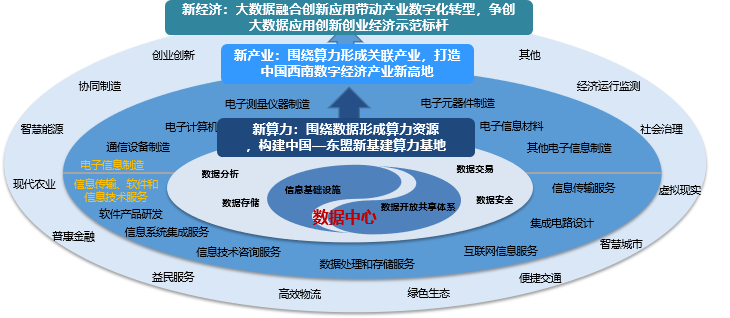 新经济：大数据融合创新应用带动产业数字化转型，争创
大数据应用创新创业经济示范标杆
创业创新
新产业：围绕算力形成关联产业，打造
中国西南数字经济产业新高地
其他
协同制造
经济运行监测
电子测量仪器制造
电子元器件制造
智慧能源
电子计算机
新算力：围绕数据形成算力资源
，构建中国—东盟新基建算力基地
电子信息材料
社会治理
通信设备制造
其他电子信息制造
电子信息制造
数据分析
数据交易
现代农业
信息传输、软件和
信息技术服务
信息基础设施
信息传输服务
虚拟现实
数据存储
数据开放共享体系
数据安全
软件产品研发
数据中心
集成电路设计
普惠金融
信息系统集成服务
智慧城市
信息技术咨询服务
互联网信息服务
数据处理和存储服务
益民服务
便捷交通
高效物流
绿色生态